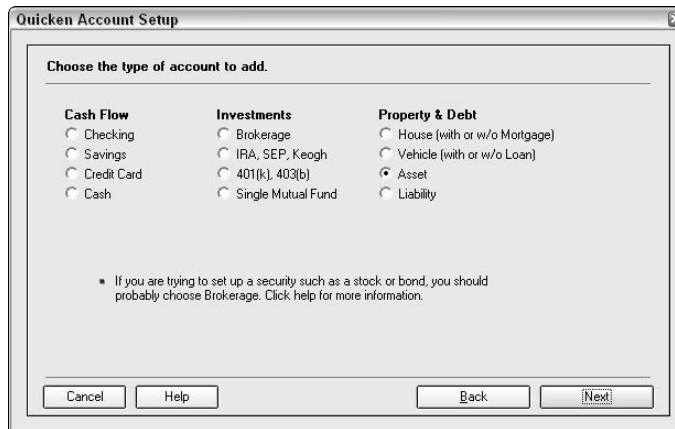 Quicken Account Setup
Choose the type of account to add.
Cash Flow
Checking
Savings
Credit Card
Cash
Investments
Brokerage
IRA, SEP, Keogh
401(k), 403(b)
Single Mutual Fund
Property & Debt
House (with or w/o Mortgage)
Vehicle (with or w/o Loan)
Asset
Liability
If you are trying to set up a security such as a stock or bond, you should
probably choose Brokerage. Click help for more information.
Cancel
Help
Back
Next